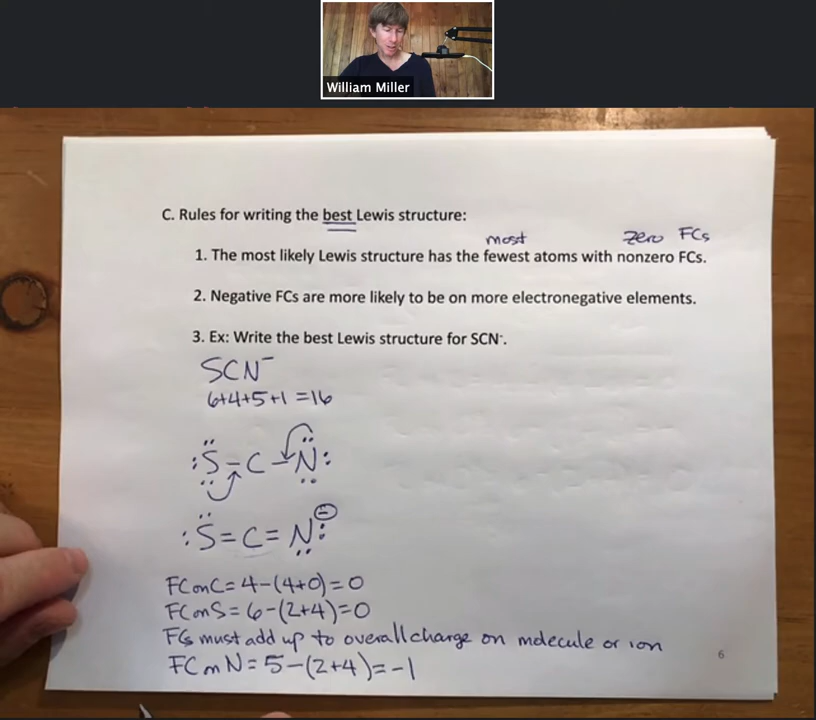 William Miller
C. Rules for writing the best Lewis structure:
most zero FCs
1. The most likely Lewis structure has the fewest atoms with nonzero FCs.
2. Negative FCs are more likely to be on more electronegative elements.
3. Ex: Write the best Lewis structure for SCN⁻.
SCN⁻
6+4+5+1=16
:S̈-C-N̈:
:S̈=C=N̈:⊖
FC on C = 4-(4+0)=0
FC on S = 6-(2+4)=0
FCs must add up to overall charge on molecule or ion
6
FC on N = 5-(2+4)=-1